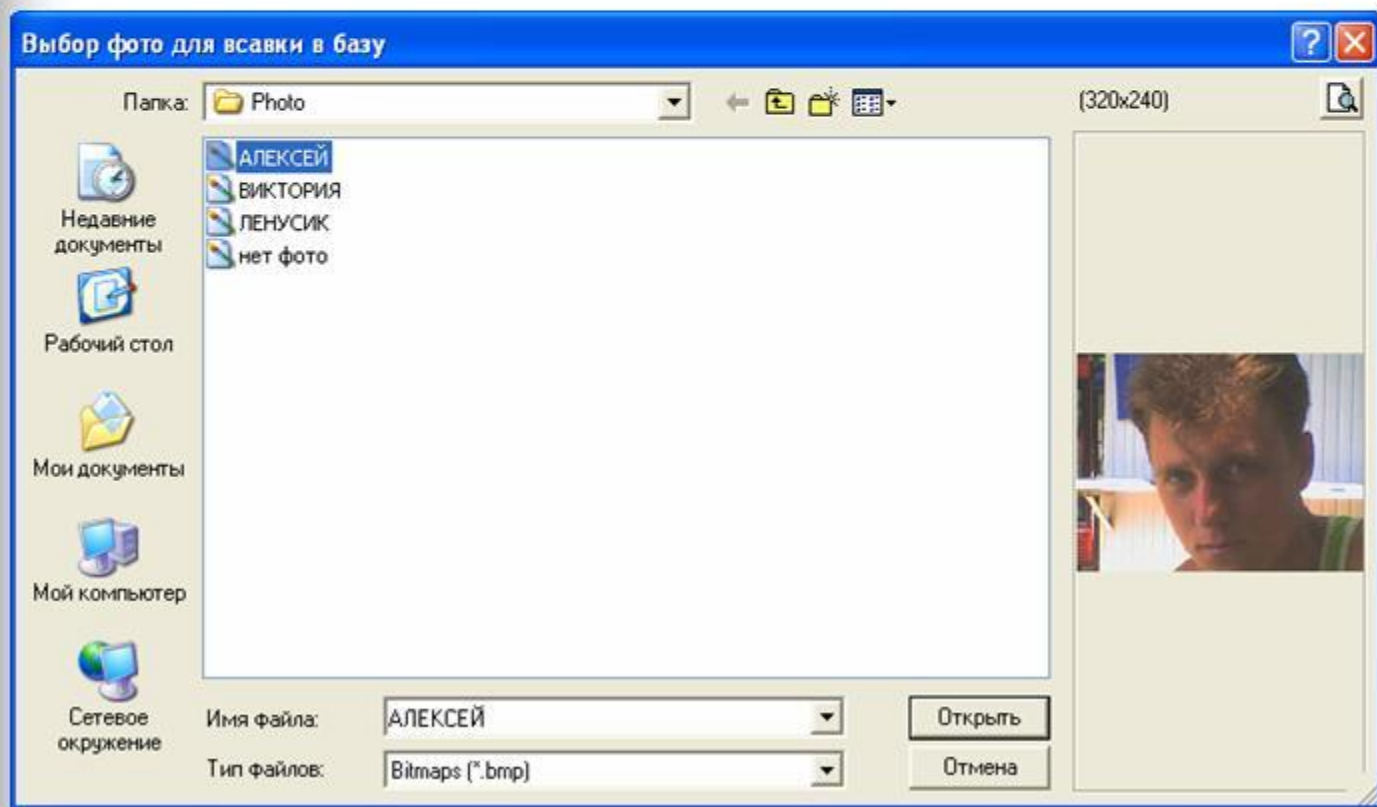 Выбор фото для всавки в базу
Папка: Photo (320x240)
АЛЕКСЕЙ
ВИКТОРИЯ
ЛЕНУСИК
нет фото
Недавние
документы
Рабочий стол
Мои документы
Мой компьютер
Сетевое
окружение
Имя файла: АЛЕКСЕЙ Открыть
Тип файлов: Bitmaps (*.bmp) Отмена